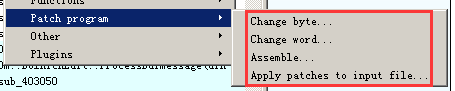 Functions
Patch program
Other
Plugins
sub_403050
Change byte...
Change word...
Assemble...
Apply patches to input file...